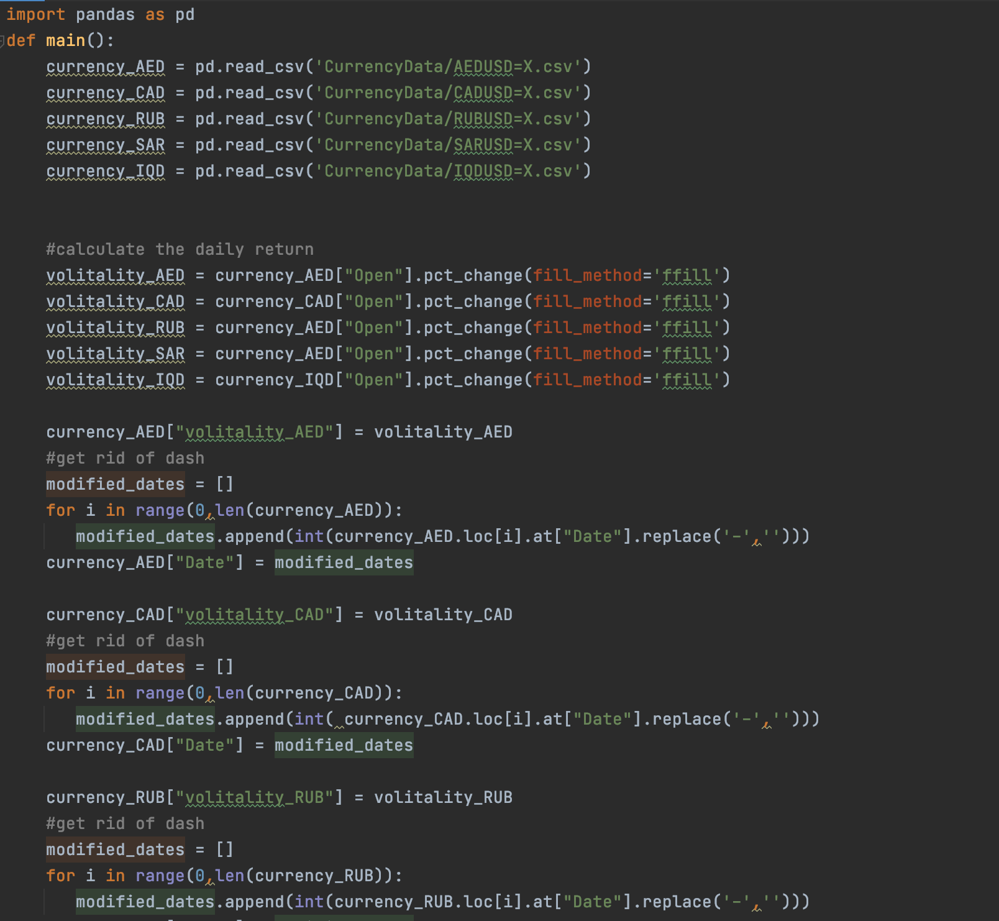 import pandas as pd
def main():
    currency_AED = pd.read_csv('CurrencyData/AEDUSD=X.csv')
    currency_CAD = pd.read_csv('CurrencyData/CADUSD=X.csv')
    currency_RUB = pd.read_csv('CurrencyData/RUBUSD=X.csv')
    currency_SAR = pd.read_csv('CurrencyData/SARUSD=X.csv')
    currency_IQD = pd.read_csv('CurrencyData/IQDUSD=X.csv')
    #calculate the daily return
    volitality_AED = currency_AED["Open"].pct_change(fill_method='ffill')
    volitality_CAD = currency_CAD["Open"].pct_change(fill_method='ffill')
    volitality_RUB = currency_AED["Open"].pct_change(fill_method='ffill')
    volitality_SAR = currency_AED["Open"].pct_change(fill_method='ffill')
    volitality_IQD = currency_IQD["Open"].pct_change(fill_method='ffill')
    currency_AED["volitality_AED"] = volitality_AED
    #get rid of dash
    modified_dates = []
    for i in range(0,len(currency_AED)):
       modified_dates.append(int(currency_AED.loc[i].at["Date"].replace('-','')))
    currency_AED["Date"] = modified_dates
    currency_CAD["volitality_CAD"] = volitality_CAD
    #get rid of dash
    modified_dates = []
    for i in range(0,len(currency_CAD)):
       modified_dates.append(int( currency_CAD.loc[i].at["Date"].replace('-','')))
    currency_CAD["Date"] = modified_dates
    currency_RUB["volitality_RUB"] = volitality_RUB
    #get rid of dash
    modified_dates = []
    for i in range(0,len(currency_RUB)):
       modified_dates.append(int(currency_RUB.loc[i].at["Date"].replace('-','')))